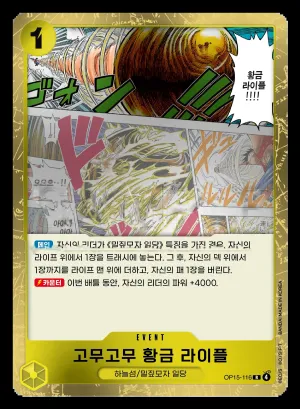 1
황금
라이플
!!!!
ゴオン
메인 자신의 리더가 《밀짚모자 일당》 특징을 가진 경우, 자신의
라이프 위에서 1장을 트래시에 놓는다. 그 후, 자신의 덱 위에서
1장까지를 라이프 맨 위에 더하고, 자신의 패 1장을 버린다.
카운터 이번 배틀 동안, 자신의 리더의 파워 +4000.
EVENT
고무고무 황금 라이플
하늘섬/밀짚모자 일당
OP15-116 R